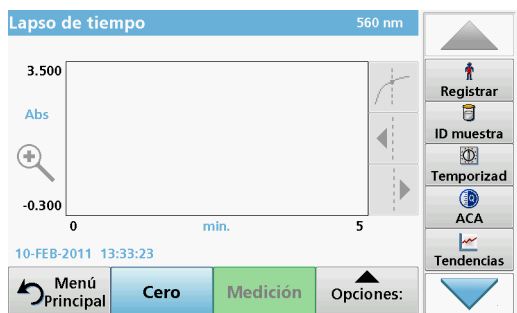 Lapso de tiempo 560 nm
3.500
Abs
-0.300
0 min. 5
10-FEB-2011 13:33:23
Menú
Principal
Cero
Medición
Opciones:
Registrar
ID muestra
Temporizad
ACA
Tendencias